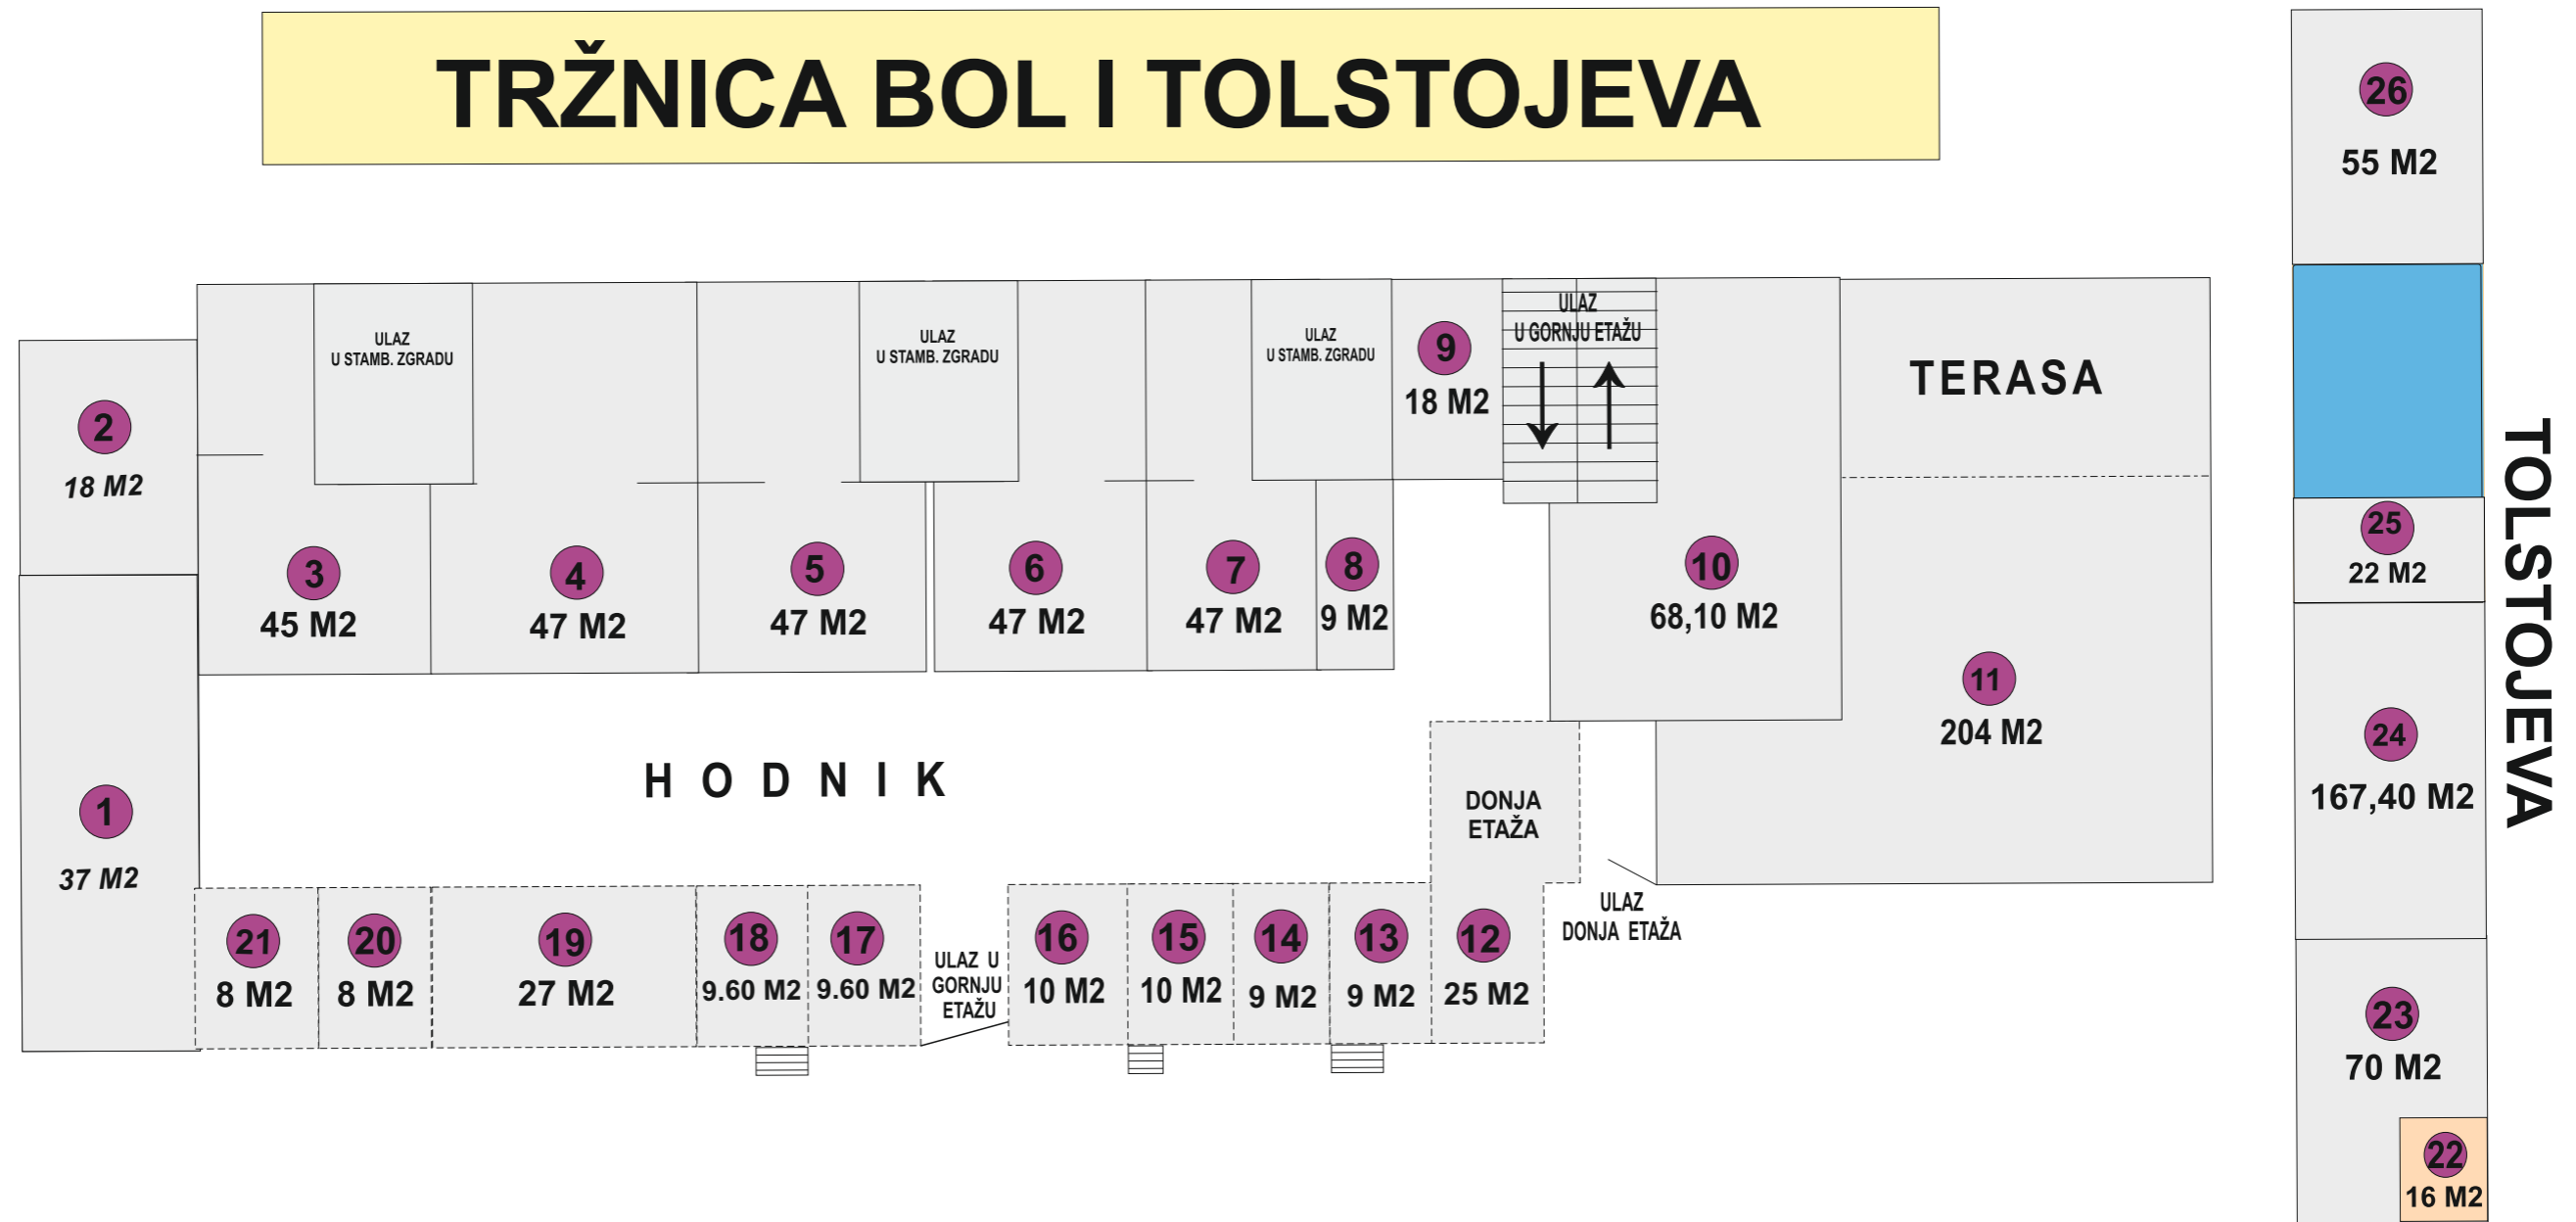 TRŽNICA BOL I TOLSTOJEVA
26
55 M2
ULAZ
U STAMB. ZGRADU
ULAZ
U STAMB. ZGRADU
ULAZ
U STAMB. ZGRADU
9
18 M2
ULAZ
U GORNJU ETAŽU
TERASA
2
18 M2
3
45 M2
4
47 M2
5
47 M2
6
47 M2
7
47 M2
8
9 M2
10
68,10 M2
11
204 M2
25
22 M2
TOLSTOJEVA
24
167,40 M2
1
37 M2
H O D N I K
DONJA
ETAŽA
ULAZ
DONJA ETAŽA
21
8 M2
20
8 M2
19
27 M2
18
9.60 M2
17
9.60 M2
ULAZ U
GORNJU
ETAŽU
16
10 M2
15
10 M2
14
9 M2
13
9 M2
12
25 M2
23
70 M2
22
16 M2